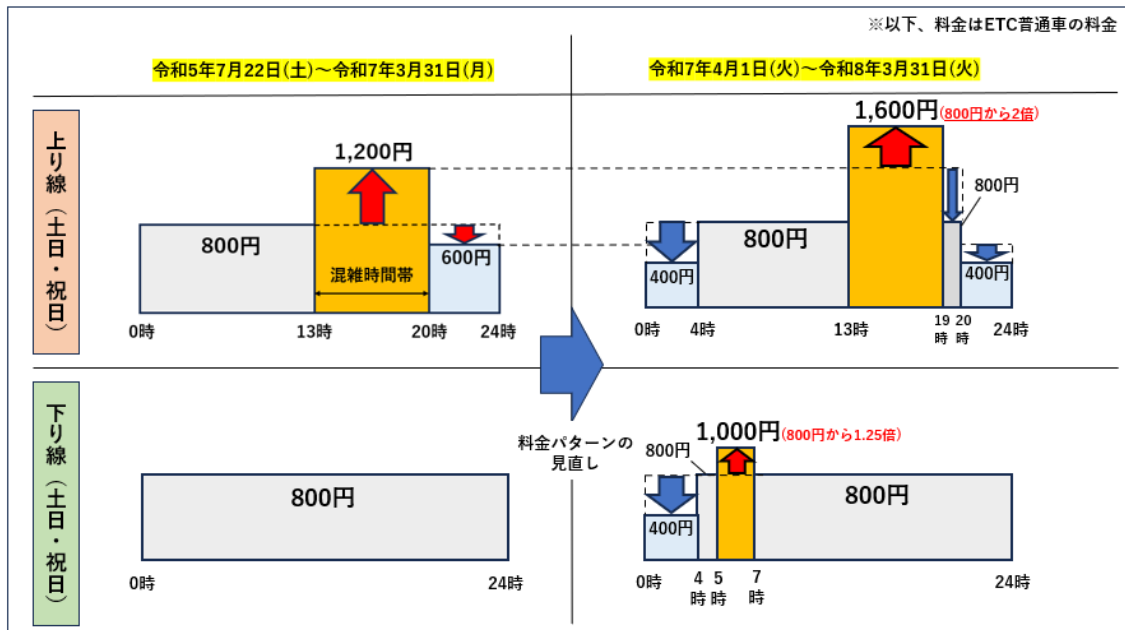 ※以下、料金はETC普通車の料金
令和5年7月22日(土)～令和7年3月31日(月)
令和7年4月1日(火)～令和8年3月31日(火)
上り線（土日・祝日）
1,200円
800円
600円
混雑時間帯
0時
13時
20時
24時
1,600円(800円から2倍)
800円
800円
400円
400円
0時
4時
13時
19時
20時
24時
料金パターンの
見直し
下り線（土日・祝日）
800円
0時
24時
1,000円(800円から1.25倍)
800円
800円
400円
0時
4時
5時
7時
24時